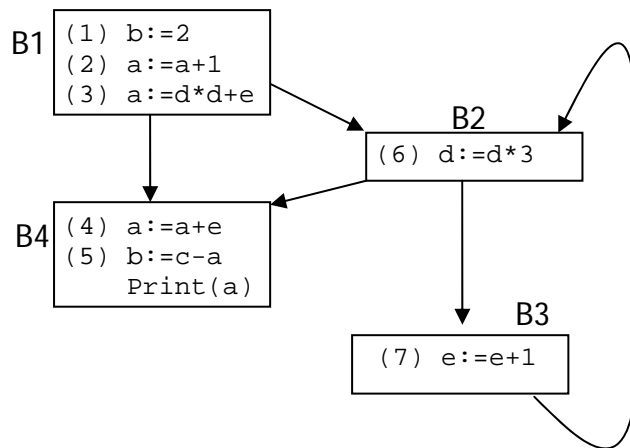 B1
(1) b:=2
(2) a:=a+1
(3) a:=d*d+e
B2
(6) d:=d*3
B4
(4) a:=a+e
(5) b:=c-a
Print(a)
B3
(7) e:=e+1